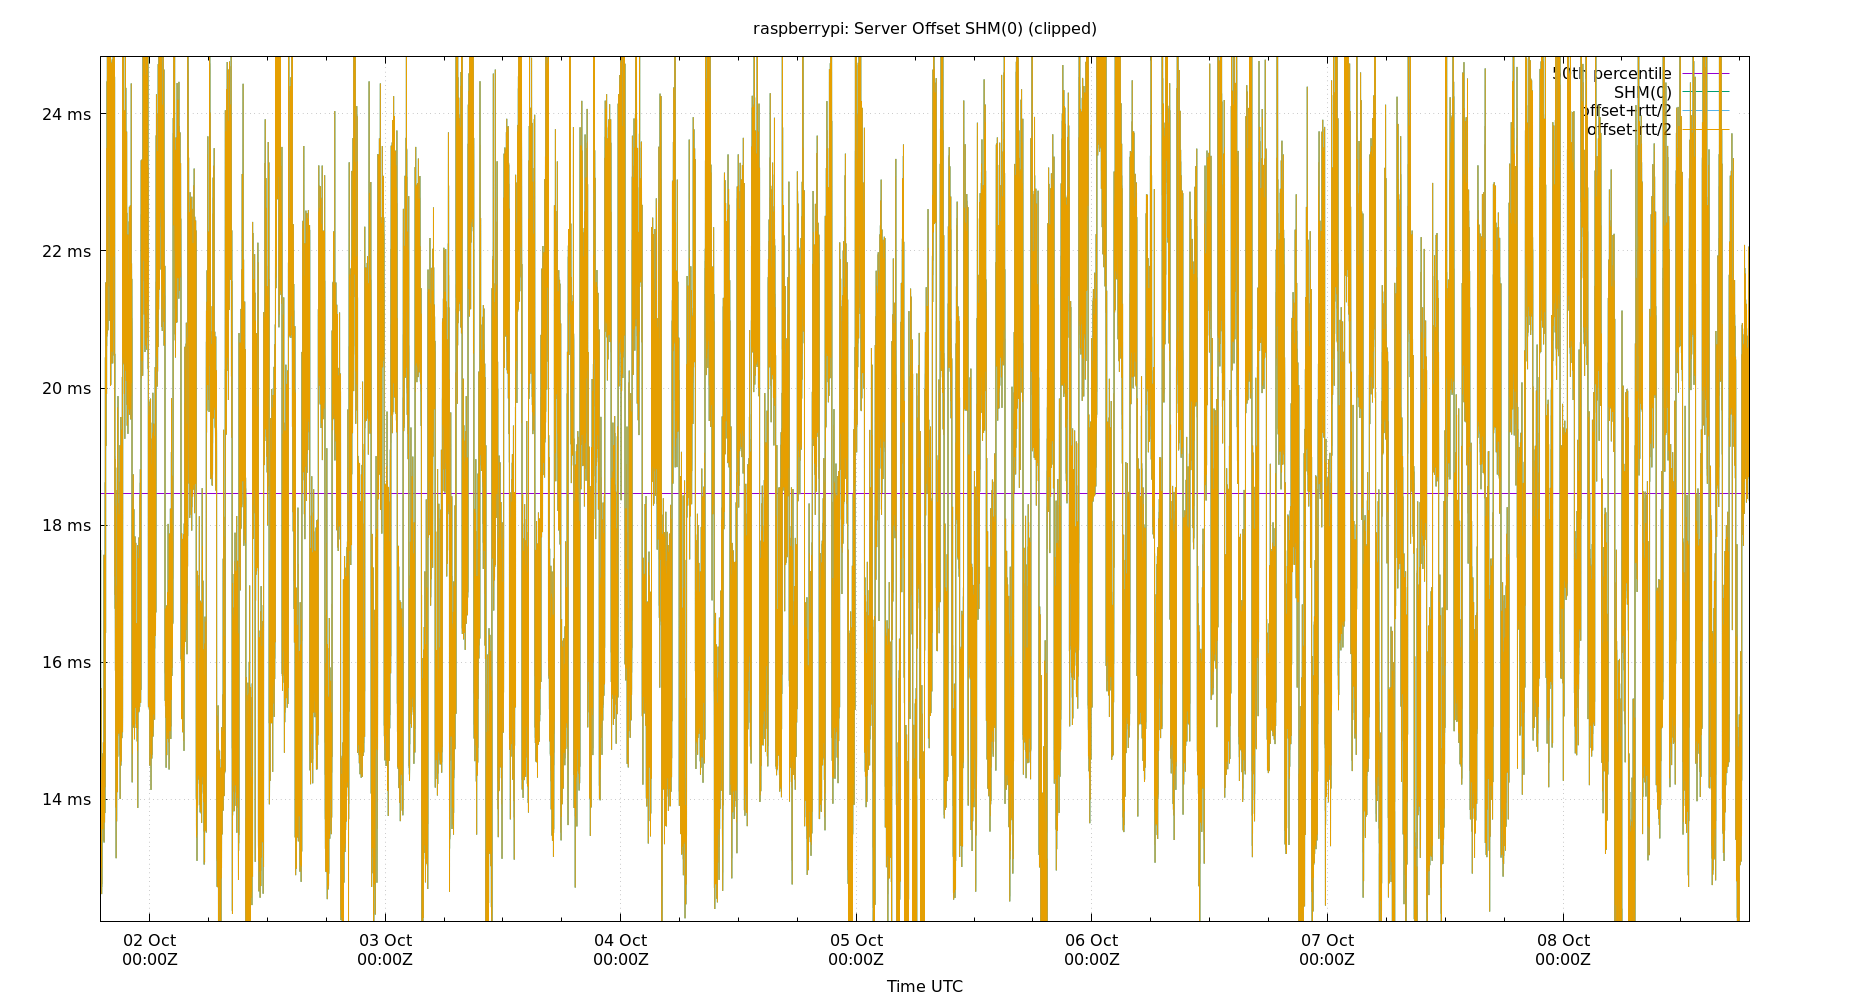 raspberrypi: Server Offset SHM(0) (clipped)
50th percentile
SHM(0)
offset+rtt/2
offset-rtt/2
24 ms
22 ms
20 ms
18 ms
16 ms
14 ms
02 Oct 03 Oct 04 Oct 05 Oct 06 Oct 07 Oct 08 Oct
00:00Z 00:00Z 00:00Z 00:00Z 00:00Z 00:00Z 00:00Z
Time UTC